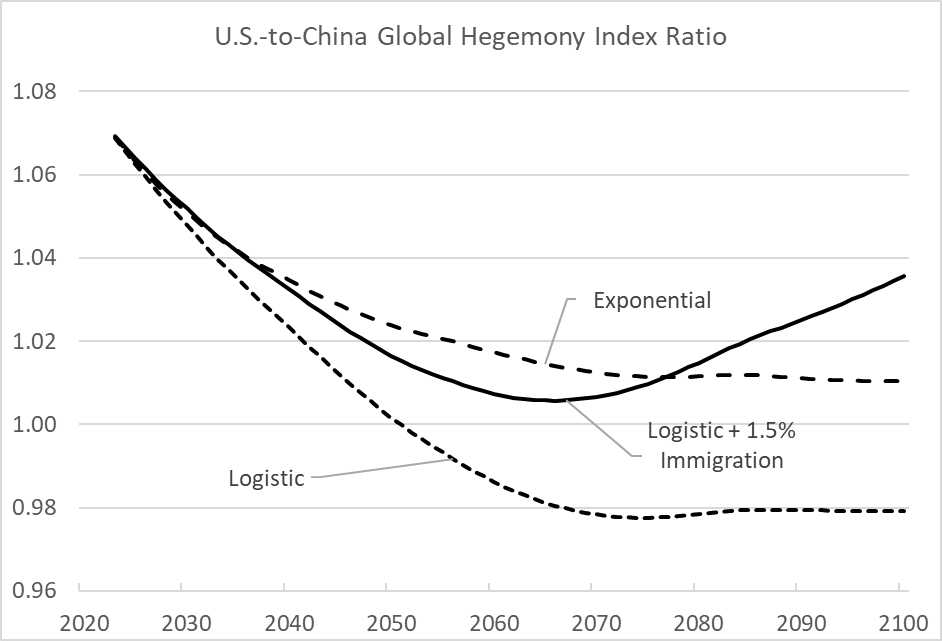 U.S.-to-China Global Hegemony Index Ratio
1.08
1.06
1.04
1.02
1.00
0.98
0.96
Exponential
Logistic + 1.5%
Immigration
Logistic
2020 2030 2040 2050 2060 2070 2080 2090 2100